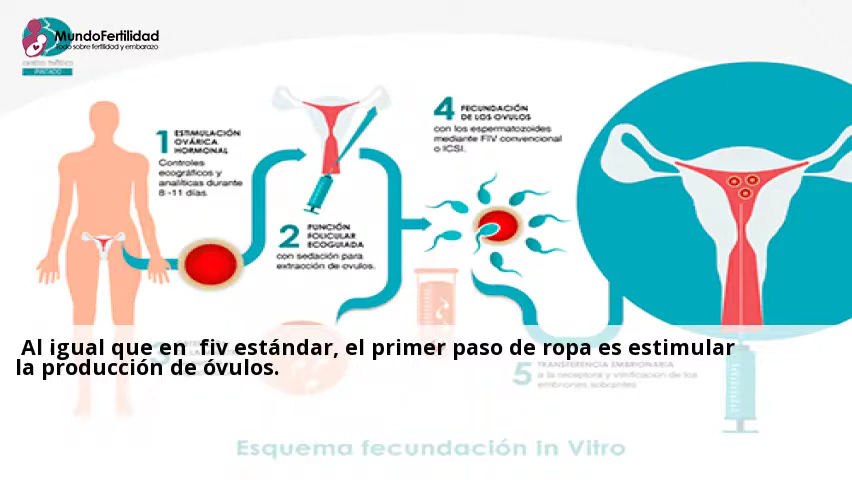 MundoFertilidad
Todo sobre fertilidad y embarazo
1 ESTIMULACIÓN
OVÁRICA
HORMONAL
Controles
ecográficos y
analíticas durante
8 -11 días.
2 PUNCIÓN
FOLICULAR
ECOGUIADA
con sedación para
extracción de ovulos.
4 FECUNDACIÓN
DE LOS OVULOS
con los espermatozoides
mediante FIV convencional
o ICSI.
Al igual que en fiv estándar, el primer paso de ropa es estimular
la producción de óvulos.
5 TRANSFERENCIA EMBRIONARIA
a la receptora y vitrificación de los
embriones sobrantes
Esquema fecundación in Vitro